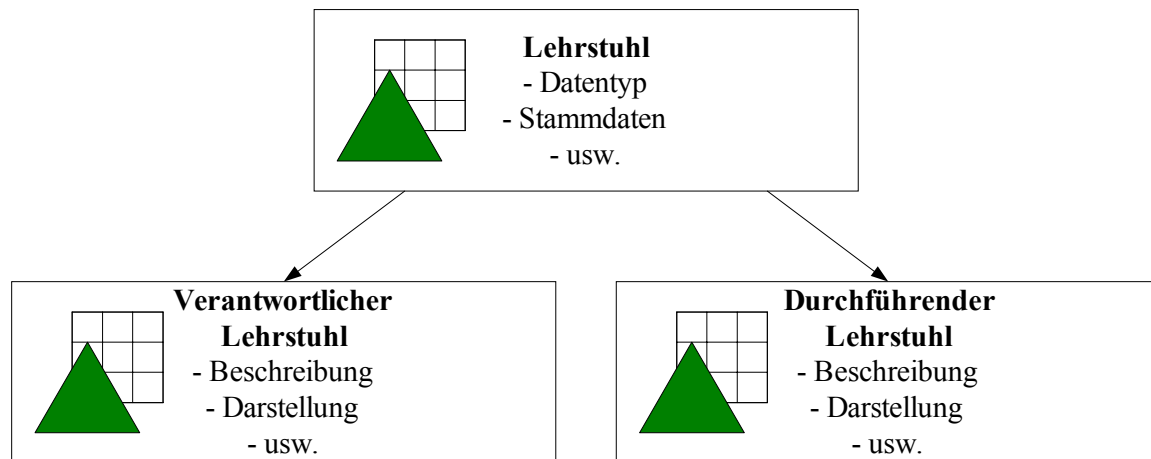 Lehrstuhl
- Datentyp
- Stammdaten
- usw.
Verantwortlicher
Lehrstuhl
- Beschreibung
- Darstellung
- usw.
Durchführender
Lehrstuhl
- Beschreibung
- Darstellung
- usw.